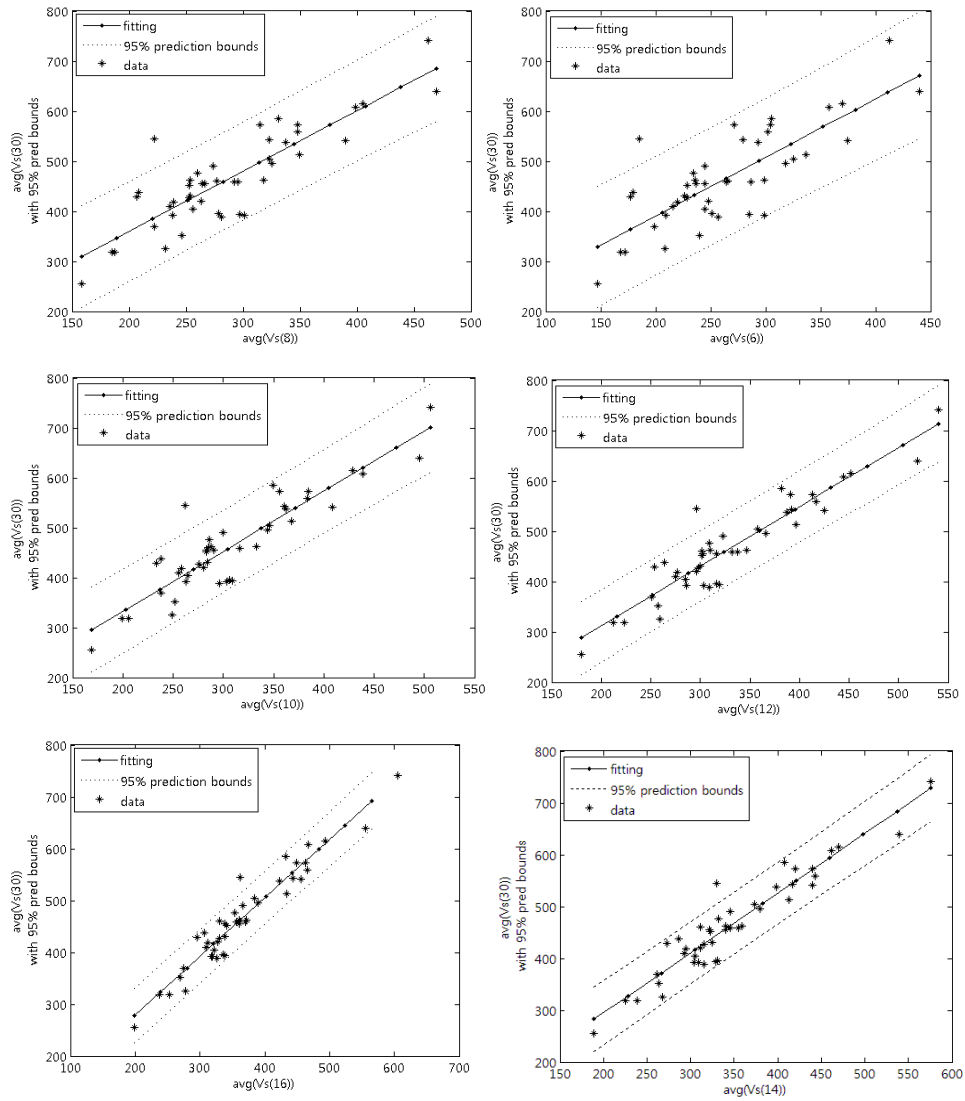 800
700
600
500
400
300
200
avg(Vs(30))
with 95% pred bounds
fitting
95% prediction bounds
data
150 200 250 300 350 400 450 500
avg(Vs(8))
800
700
600
500
400
300
200
avg(Vs(30))
with 95% pred bounds
fitting
95% prediction bounds
data
100 150 200 250 300 350 400 450
avg(Vs(6))
800
700
600
500
400
300
200
avg(Vs(30))
with 95% pred bounds
fitting
95% prediction bounds
data
150 200 250 300 350 400 450 500 550
avg(Vs(10))
800
700
600
500
400
300
200
avg(Vs(30))
with 95% pred bounds
fitting
95% prediction bounds
data
150 200 250 300 350 400 450 500 550
avg(Vs(12))
800
700
600
500
400
300
200
avg(Vs(30))
with 95% pred bounds
fitting
95% prediction bounds
data
100 200 300 400 500 600 700
avg(Vs(16))
800
700
600
500
400
300
200
avg(Vs(30))
with 95% pred bounds
fitting
95% prediction bounds
data
150 200 250 300 350 400 450 500 550 600
avg(Vs(14))